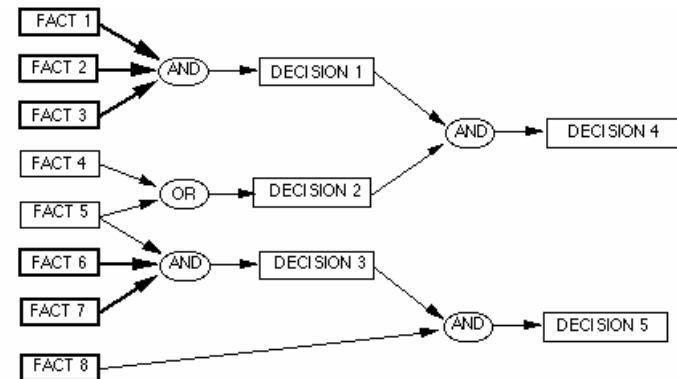 FACT 1
FACT 2
AND
DECISION 1
FACT 3
AND
DECISION 4
FACT 4
OR
DECISION 2
FACT 5
FACT 6
AND
DECISION 3
FACT 7
AND
DECISION 5
FACT 8